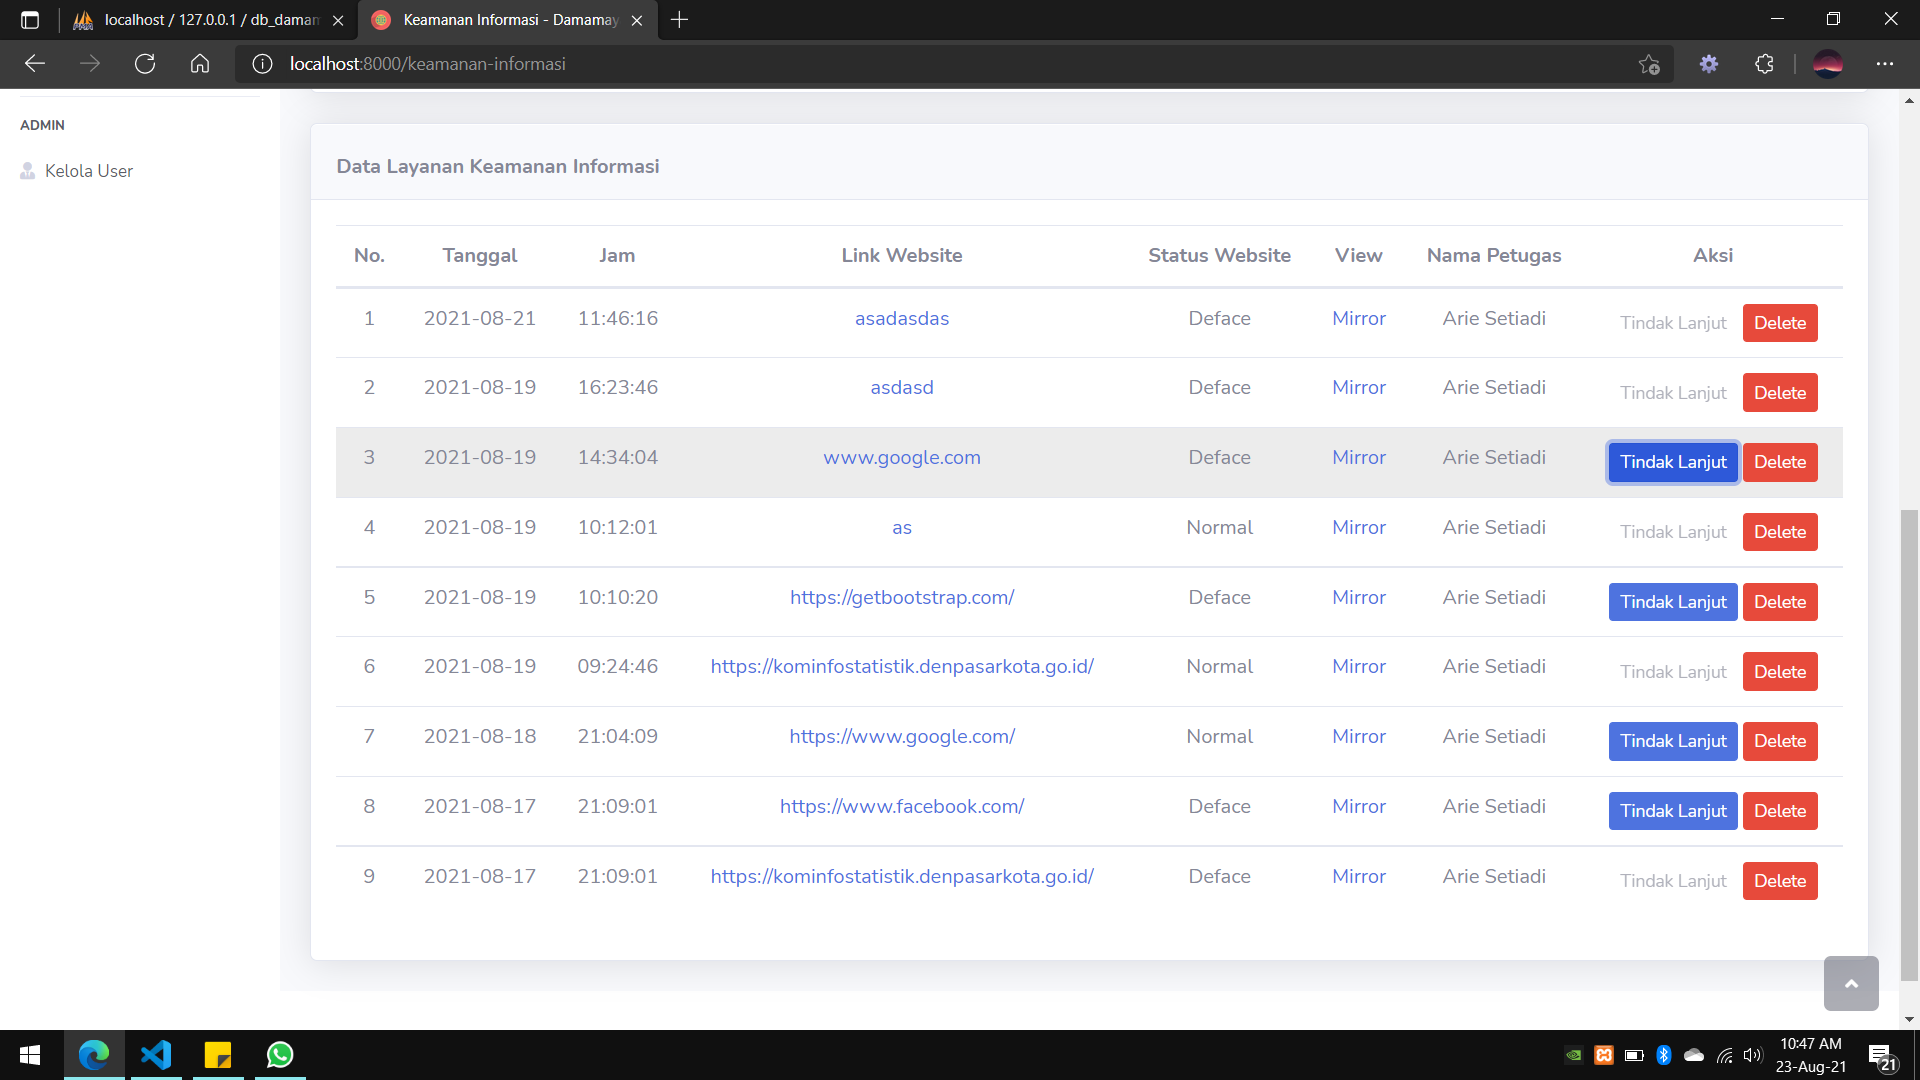 localhost / 127.0.0.1 / db_damam
Keamanan Informasi - Damamay
localhost:8000/keamanan-informasi
ADMIN
Kelola User
Data Layanan Keamanan Informasi
No. Tanggal Jam Link Website Status Website View Nama Petugas Aksi
1 2021-08-21 11:46:16 asadasdas Deface Mirror Arie Setiadi Tindak Lanjut Delete
2 2021-08-19 16:23:46 asdasd Deface Mirror Arie Setiadi Tindak Lanjut Delete
3 2021-08-19 14:34:04 www.google.com Deface Mirror Arie Setiadi Tindak Lanjut Delete
4 2021-08-19 10:12:01 as Normal Mirror Arie Setiadi Tindak Lanjut Delete
5 2021-08-19 10:10:20 https://getbootstrap.com/ Deface Mirror Arie Setiadi Tindak Lanjut Delete
6 2021-08-19 09:24:46 https://kominfostatistik.denpasarkota.go.id/ Normal Mirror Arie Setiadi Tindak Lanjut Delete
7 2021-08-18 21:04:09 https://www.google.com/ Normal Mirror Arie Setiadi Tindak Lanjut Delete
8 2021-08-17 21:09:01 https://www.facebook.com/ Deface Mirror Arie Setiadi Tindak Lanjut Delete
9 2021-08-17 21:09:01 https://kominfostatistik.denpasarkota.go.id/ Deface Mirror Arie Setiadi Tindak Lanjut Delete
10:47 AM
23-Aug-21
21